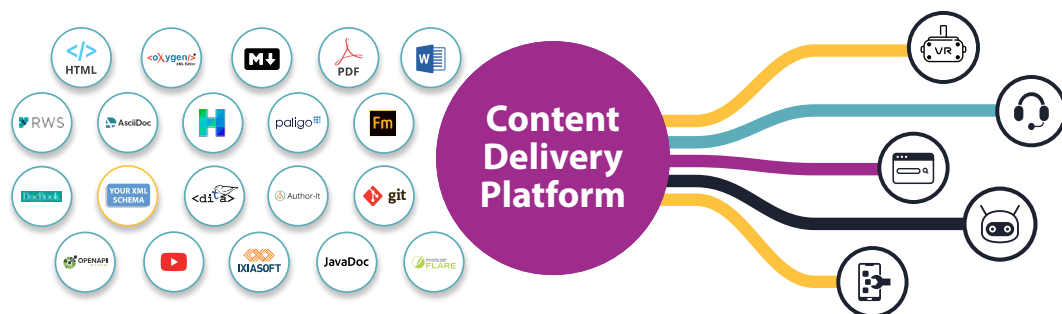 </>
HTML
<oXygen/>
XML Editor
M
PDF
W
RWS
AsciiDoc
H
paligo
Fm
DocBook
YOUR XML
SCHEMA
<dita>
Author-it
git
OPENAPI
IXIASOFT
JavaDoc
madcap
FLARE
Content
Delivery
Platform
VR